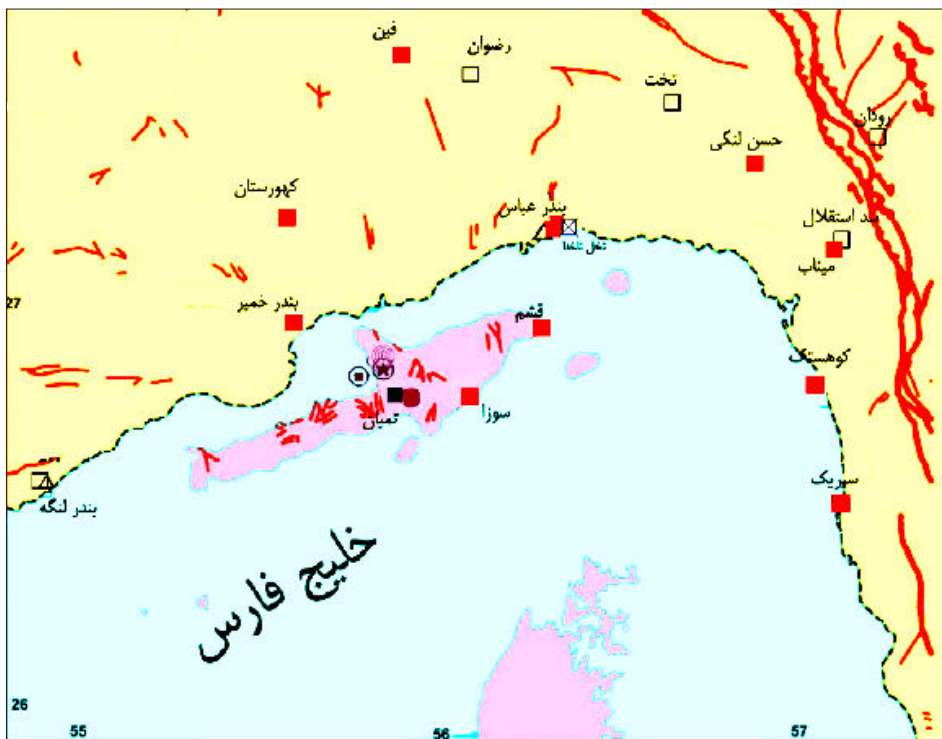 فین
رضوان
تخت
رودان
حسن لنگی
کهورستان
بندر عباس
سد استقلال
میناب
27
بندر خمیر
قشم
کوهستک
تمبان
سوزا
سیریک
بندر لنگه
خلیج فارس
26
55
56
57